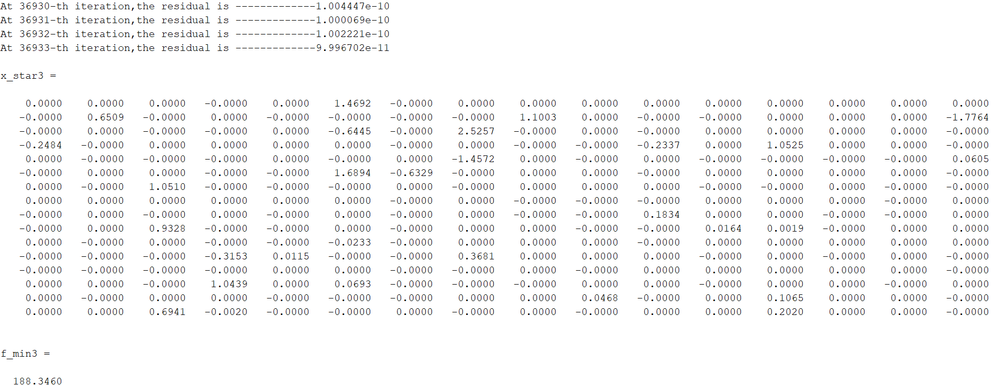 At 36930-th iteration,the residual is -------------1.004447e-10
At 36931-th iteration,the residual is -------------1.000069e-10
At 36932-th iteration,the residual is -------------1.002221e-10
At 36933-th iteration,the residual is -------------9.996702e-11
x_star3 =
0.0000 0.0000 0.0000 -0.0000 0.0000 1.4692 -0.0000 0.0000 0.0000 0.0000 0.0000 0.0000 0.0000 0.0000 0.0000 0.0000
-0.0000 0.6509 -0.0000 0.0000 -0.0000 -0.0000 -0.0000 -0.0000 1.1003 0.0000 -0.0000 -0.0000 0.0000 0.0000 0.0000 -1.7764
-0.0000 0.0000 -0.0000 -0.0000 0.0000 -0.6445 -0.0000 2.5257 -0.0000 0.0000 -0.0000 0.0000 0.0000 0.0000 0.0000 -0.0000
-0.2484 -0.0000 0.0000 0.0000 0.0000 0.0000 -0.0000 0.0000 -0.0000 -0.0000 -0.2337 0.0000 1.0525 0.0000 0.0000 -0.0000
0.0000 -0.0000 -0.0000 -0.0000 0.0000 -0.0000 0.0000 -1.4572 0.0000 -0.0000 0.0000 -0.0000 -0.0000 -0.0000 -0.0000 0.0605
-0.0000 0.0000 0.0000 -0.0000 -0.0000 1.6894 -0.6329 -0.0000 0.0000 0.0000 -0.0000 0.0000 0.0000 0.0000 0.0000 -0.0000
0.0000 -0.0000 1.0510 -0.0000 -0.0000 -0.0000 0.0000 -0.0000 0.0000 0.0000 0.0000 -0.0000 -0.0000 0.0000 -0.0000 -0.0000
0.0000 0.0000 0.0000 0.0000 0.0000 0.0000 -0.0000 0.0000 -0.0000 -0.0000 -0.0000 0.0000 0.0000 0.0000 -0.0000 0.0000
-0.0000 0.0000 -0.0000 0.0000 -0.0000 0.0000 -0.0000 0.0000 -0.0000 -0.0000 0.1834 0.0000 0.0000 -0.0000 -0.0000 0.0000
-0.0000 0.0000 0.9328 -0.0000 -0.0000 0.0000 -0.0000 0.0000 0.0000 -0.0000 -0.0000 0.0164 0.0019 -0.0000 0.0000 0.0000
0.0000 -0.0000 0.0000 -0.0000 -0.0000 -0.0233 -0.0000 0.0000 0.0000 0.0000 -0.0000 0.0000 0.0000 0.0000 0.0000 0.0000
-0.0000 -0.0000 -0.0000 -0.3153 0.0115 -0.0000 -0.0000 0.3681 0.0000 0.0000 0.0000 -0.0000 0.0000 -0.0000 0.0000 -0.0000
-0.0000 -0.0000 -0.0000 -0.0000 0.0000 0.0000 -0.0000 -0.0000 0.0000 -0.0000 0.0000 0.0000 0.0000 0.0000 0.0000 -0.0000
0.0000 0.0000 -0.0000 1.0439 0.0000 0.0693 -0.0000 -0.0000 -0.0000 0.0000 0.0000 -0.0000 0.0000 0.0000 -0.0000 0.0000
0.0000 -0.0000 0.0000 0.0000 -0.0000 -0.0000 -0.0000 0.0000 0.0000 0.0468 -0.0000 0.0000 0.1065 0.0000 0.0000 -0.0000
0.0000 0.0000 0.6941 -0.0020 -0.0000 -0.0000 0.0000 -0.0000 0.0000 -0.0000 0.0000 0.0000 0.2020 0.0000 0.0000 -0.0000
f_min3 =
188.3460